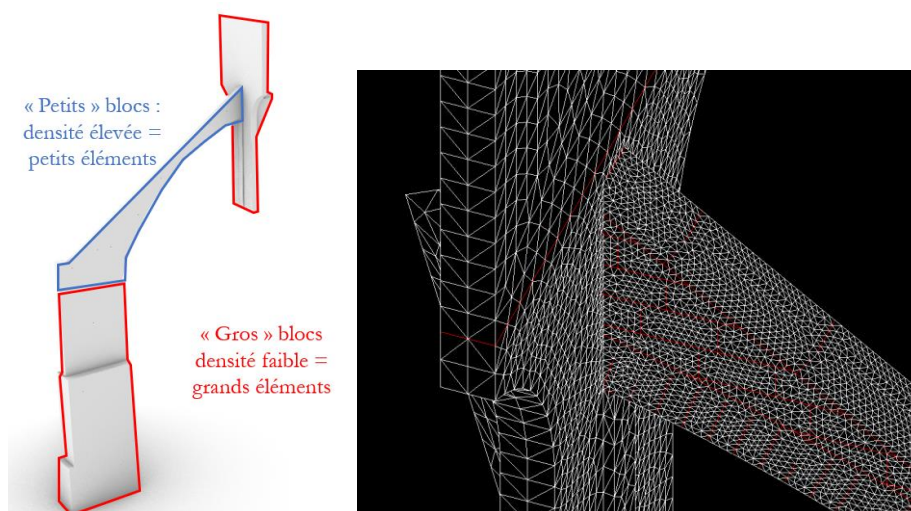 « Petits » blocs :
densité élevée =
petits éléments
« Gros » blocs
densité faible =
grands éléments